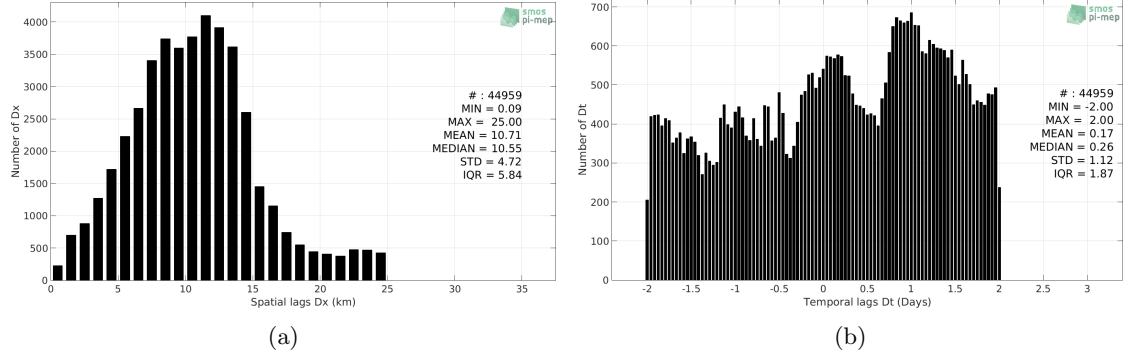 smos
pi-mep
4000
3500
3000
2500
2000
1500
1000
500
0
Number of Dx
# : 44959
MIN = 0.09
MAX = 25.00
MEAN = 10.71
MEDIAN = 10.55
STD = 4.72
IQR = 5.84
0 5 10 15 20 25 30 35
Spatial lags Dx (km)
(a)
smos
pi-mep
700
600
500
400
300
200
100
0
Number of Dt
# : 44959
MIN = -2.00
MAX = 2.00
MEAN = 0.17
MEDIAN = 0.26
STD = 1.12
IQR = 1.87
-2 -1.5 -1 -0.5 0 0.5 1 1.5 2 2.5 3
Temporal lags Dt (Days)
(b)